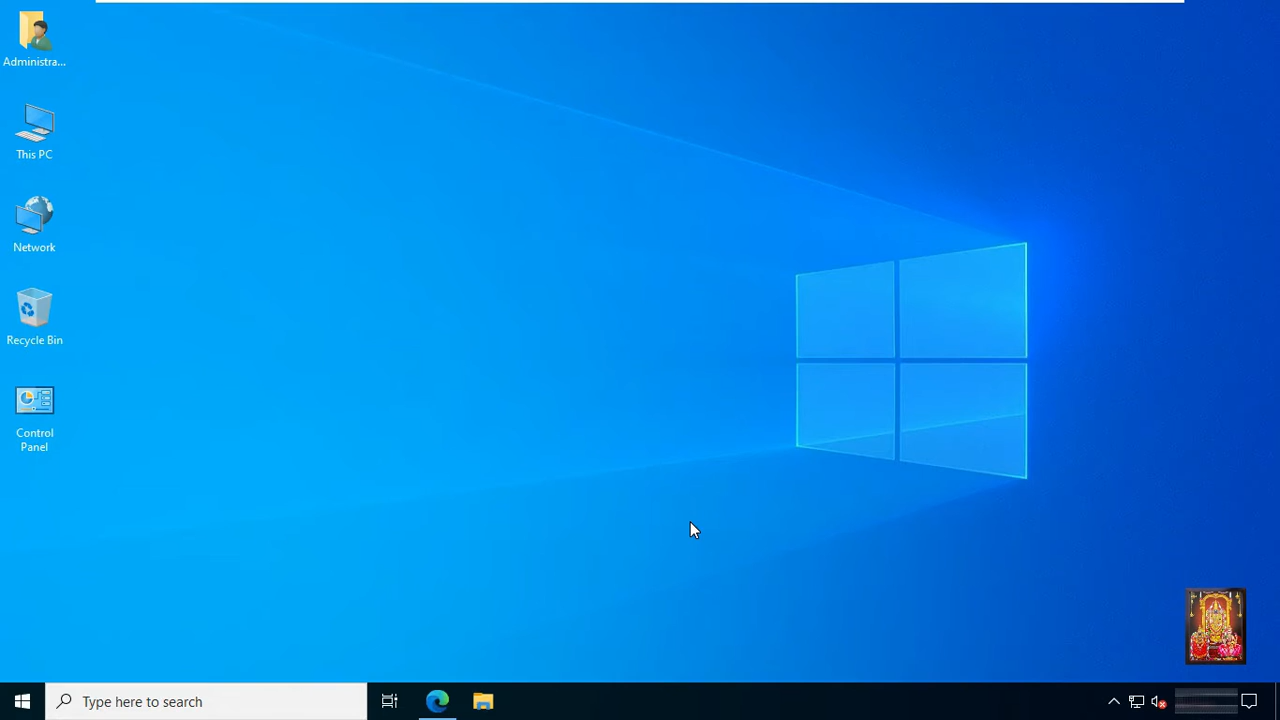 Administra...
This PC
Network
Recycle Bin
Control
Panel
Type here to search